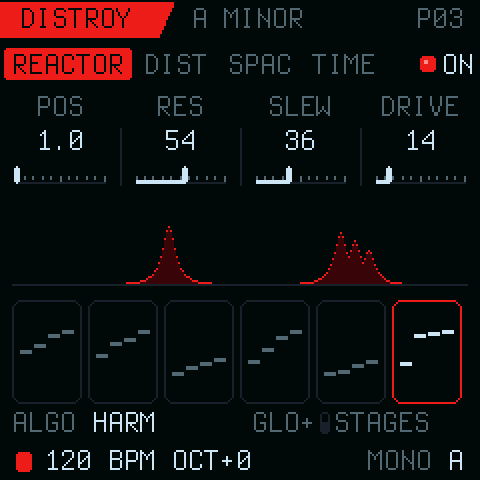 DISTROY A MINOR P03
REACTOR DIST SPAC TIME ON
POS RES SLEW DRIVE
1.0 54 36 14
ALGO HARM GLO+ STAGES
120 BPM OCT+0 MONO A